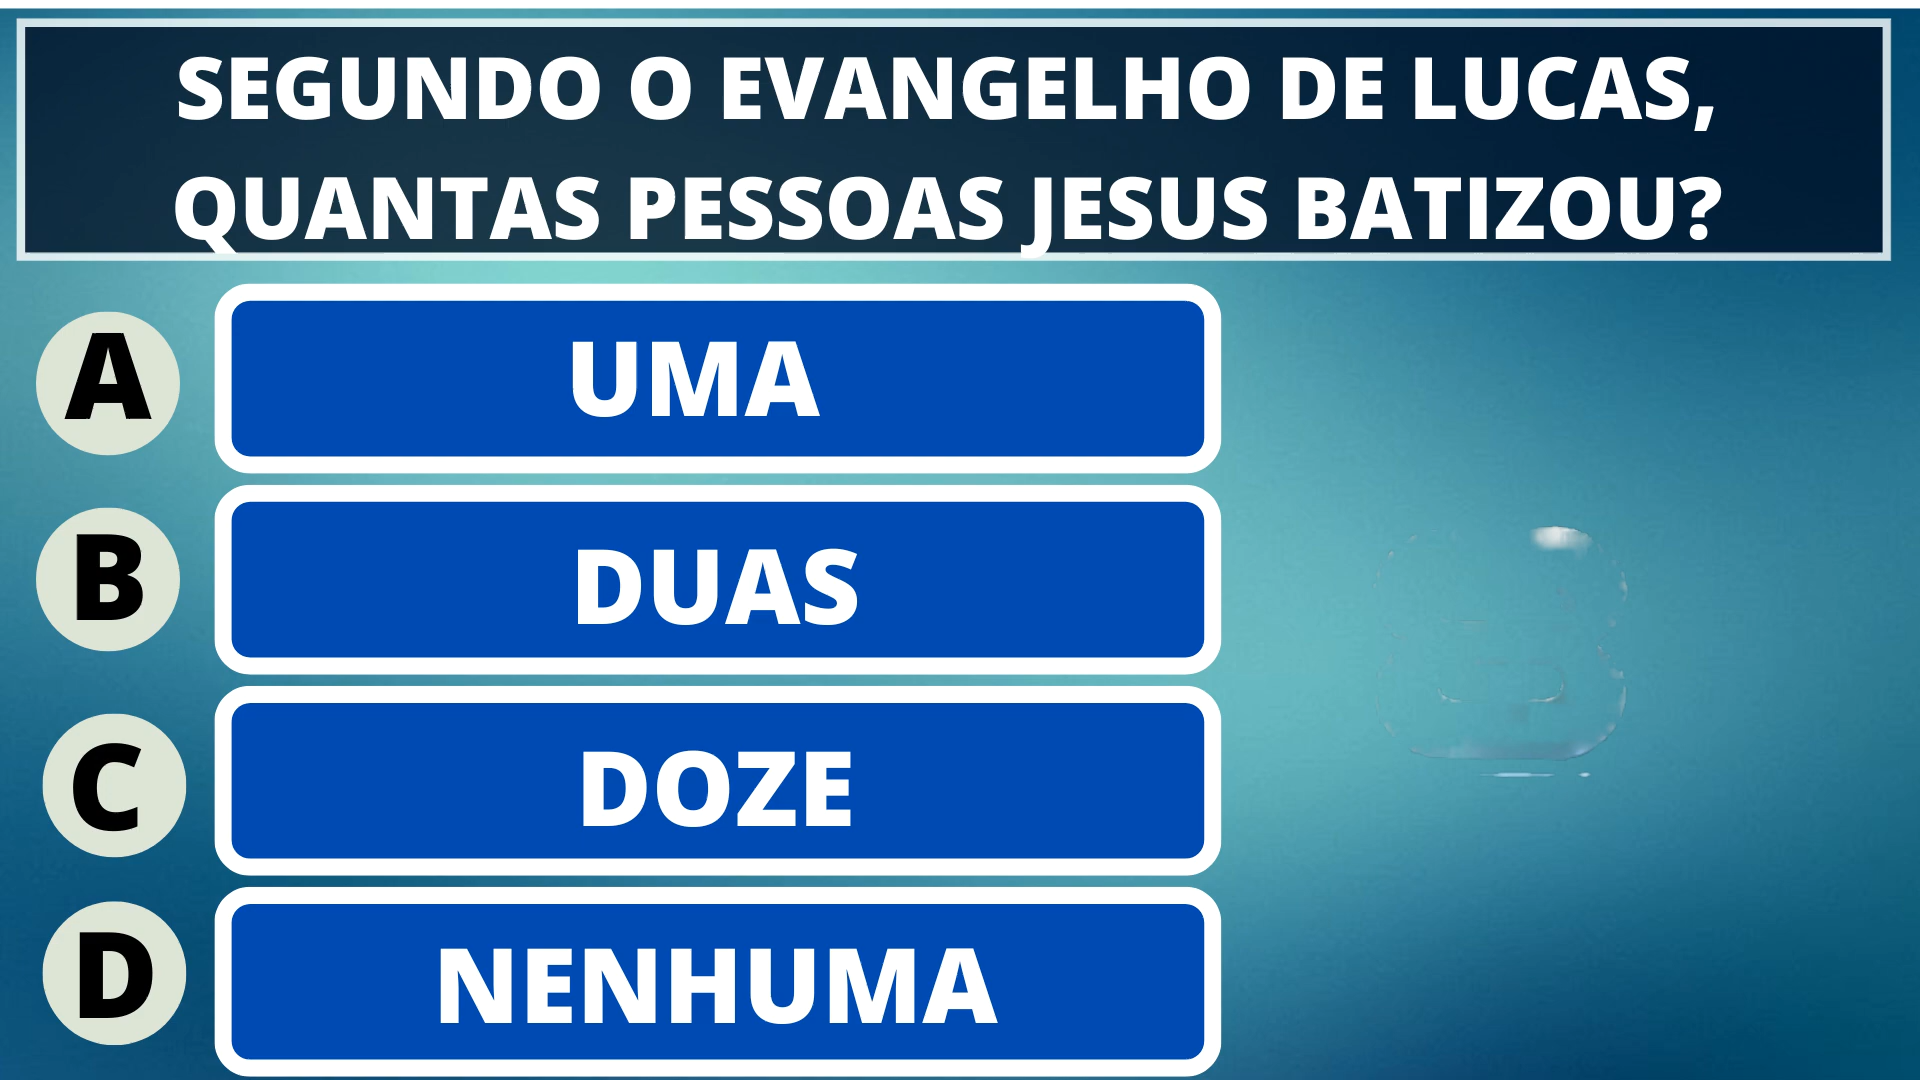 SEGUNDO O EVANGELHO DE LUCAS,
QUANTAS PESSOAS JESUS BATIZOU?
A
UMA
B
DUAS
C
DOZE
D
NENHUMA